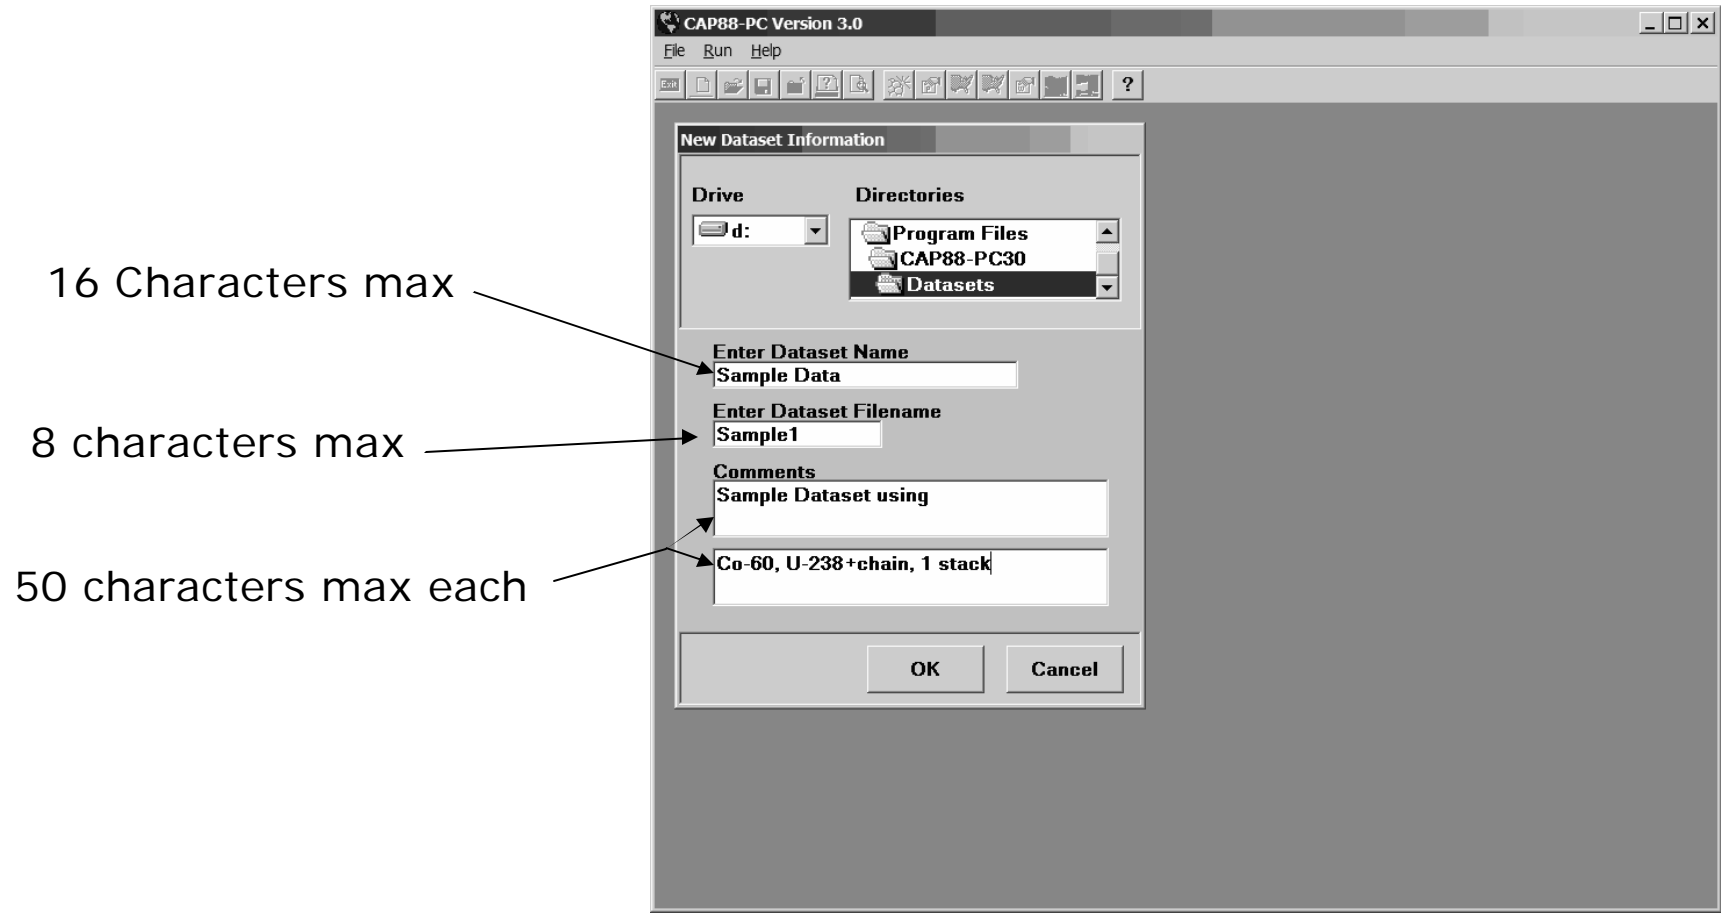 CAP88-PC Version 3.0
File Run Help
Exit
?
?
New Dataset Information
Drive
Directories
d:
Program Files
CAP88-PC30
Datasets
16 Characters max
Enter Dataset Name
Sample Data
Enter Dataset Filename
8 characters max
Sample1
Comments
Sample Dataset using
Co-60, U-238+chain, 1 stack
50 characters max each
OK
Cancel